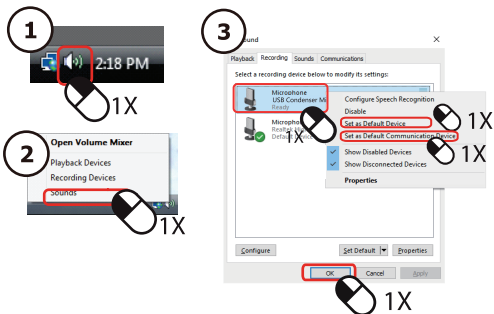 1
2:18 PM
1X
2
Open Volume Mixer
Playback Devices
Recording Devices
Sounds
1X
3
Sound
Playback Recording Sounds Communications
Select a recording device below to modify its settings:
Microphone
USB Condenser Mi
Ready
1X
Default Device
Configure Speech Recognition
Disable
Set as Default Device
1X
Set as Default Communication Device
1X
Show Disabled Devices
Show Disconnected Devices
Properties
Configure
Set Default
Properties
OK
Cancel
Apply
1X